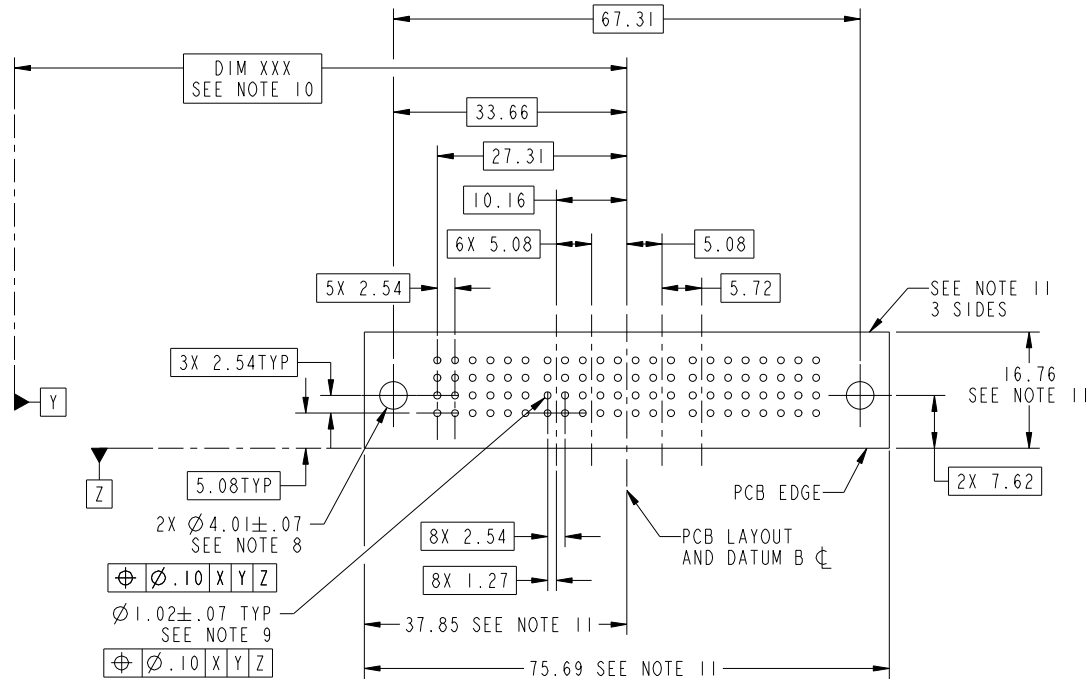 67.31
DIM XXX
SEE NOTE 10
33.66
27.31
10.16
6X 5.08
5.08
5X 2.54
5.72
SEE NOTE 11
3 SIDES
3X 2.54TYP
16.76
SEE NOTE 11
Y
Z
5.08TYP
PCB EDGE
2X 7.62
2X Ø4.01±.07
SEE NOTE 8
8X 2.54
PCB LAYOUT
AND DATUM B ℄
⌖ Ø.10 X Y Z
8X 1.27
Ø1.02±.07 TYP
SEE NOTE 9
37.85 SEE NOTE 11
⌖ Ø.10 X Y Z
75.69 SEE NOTE 11